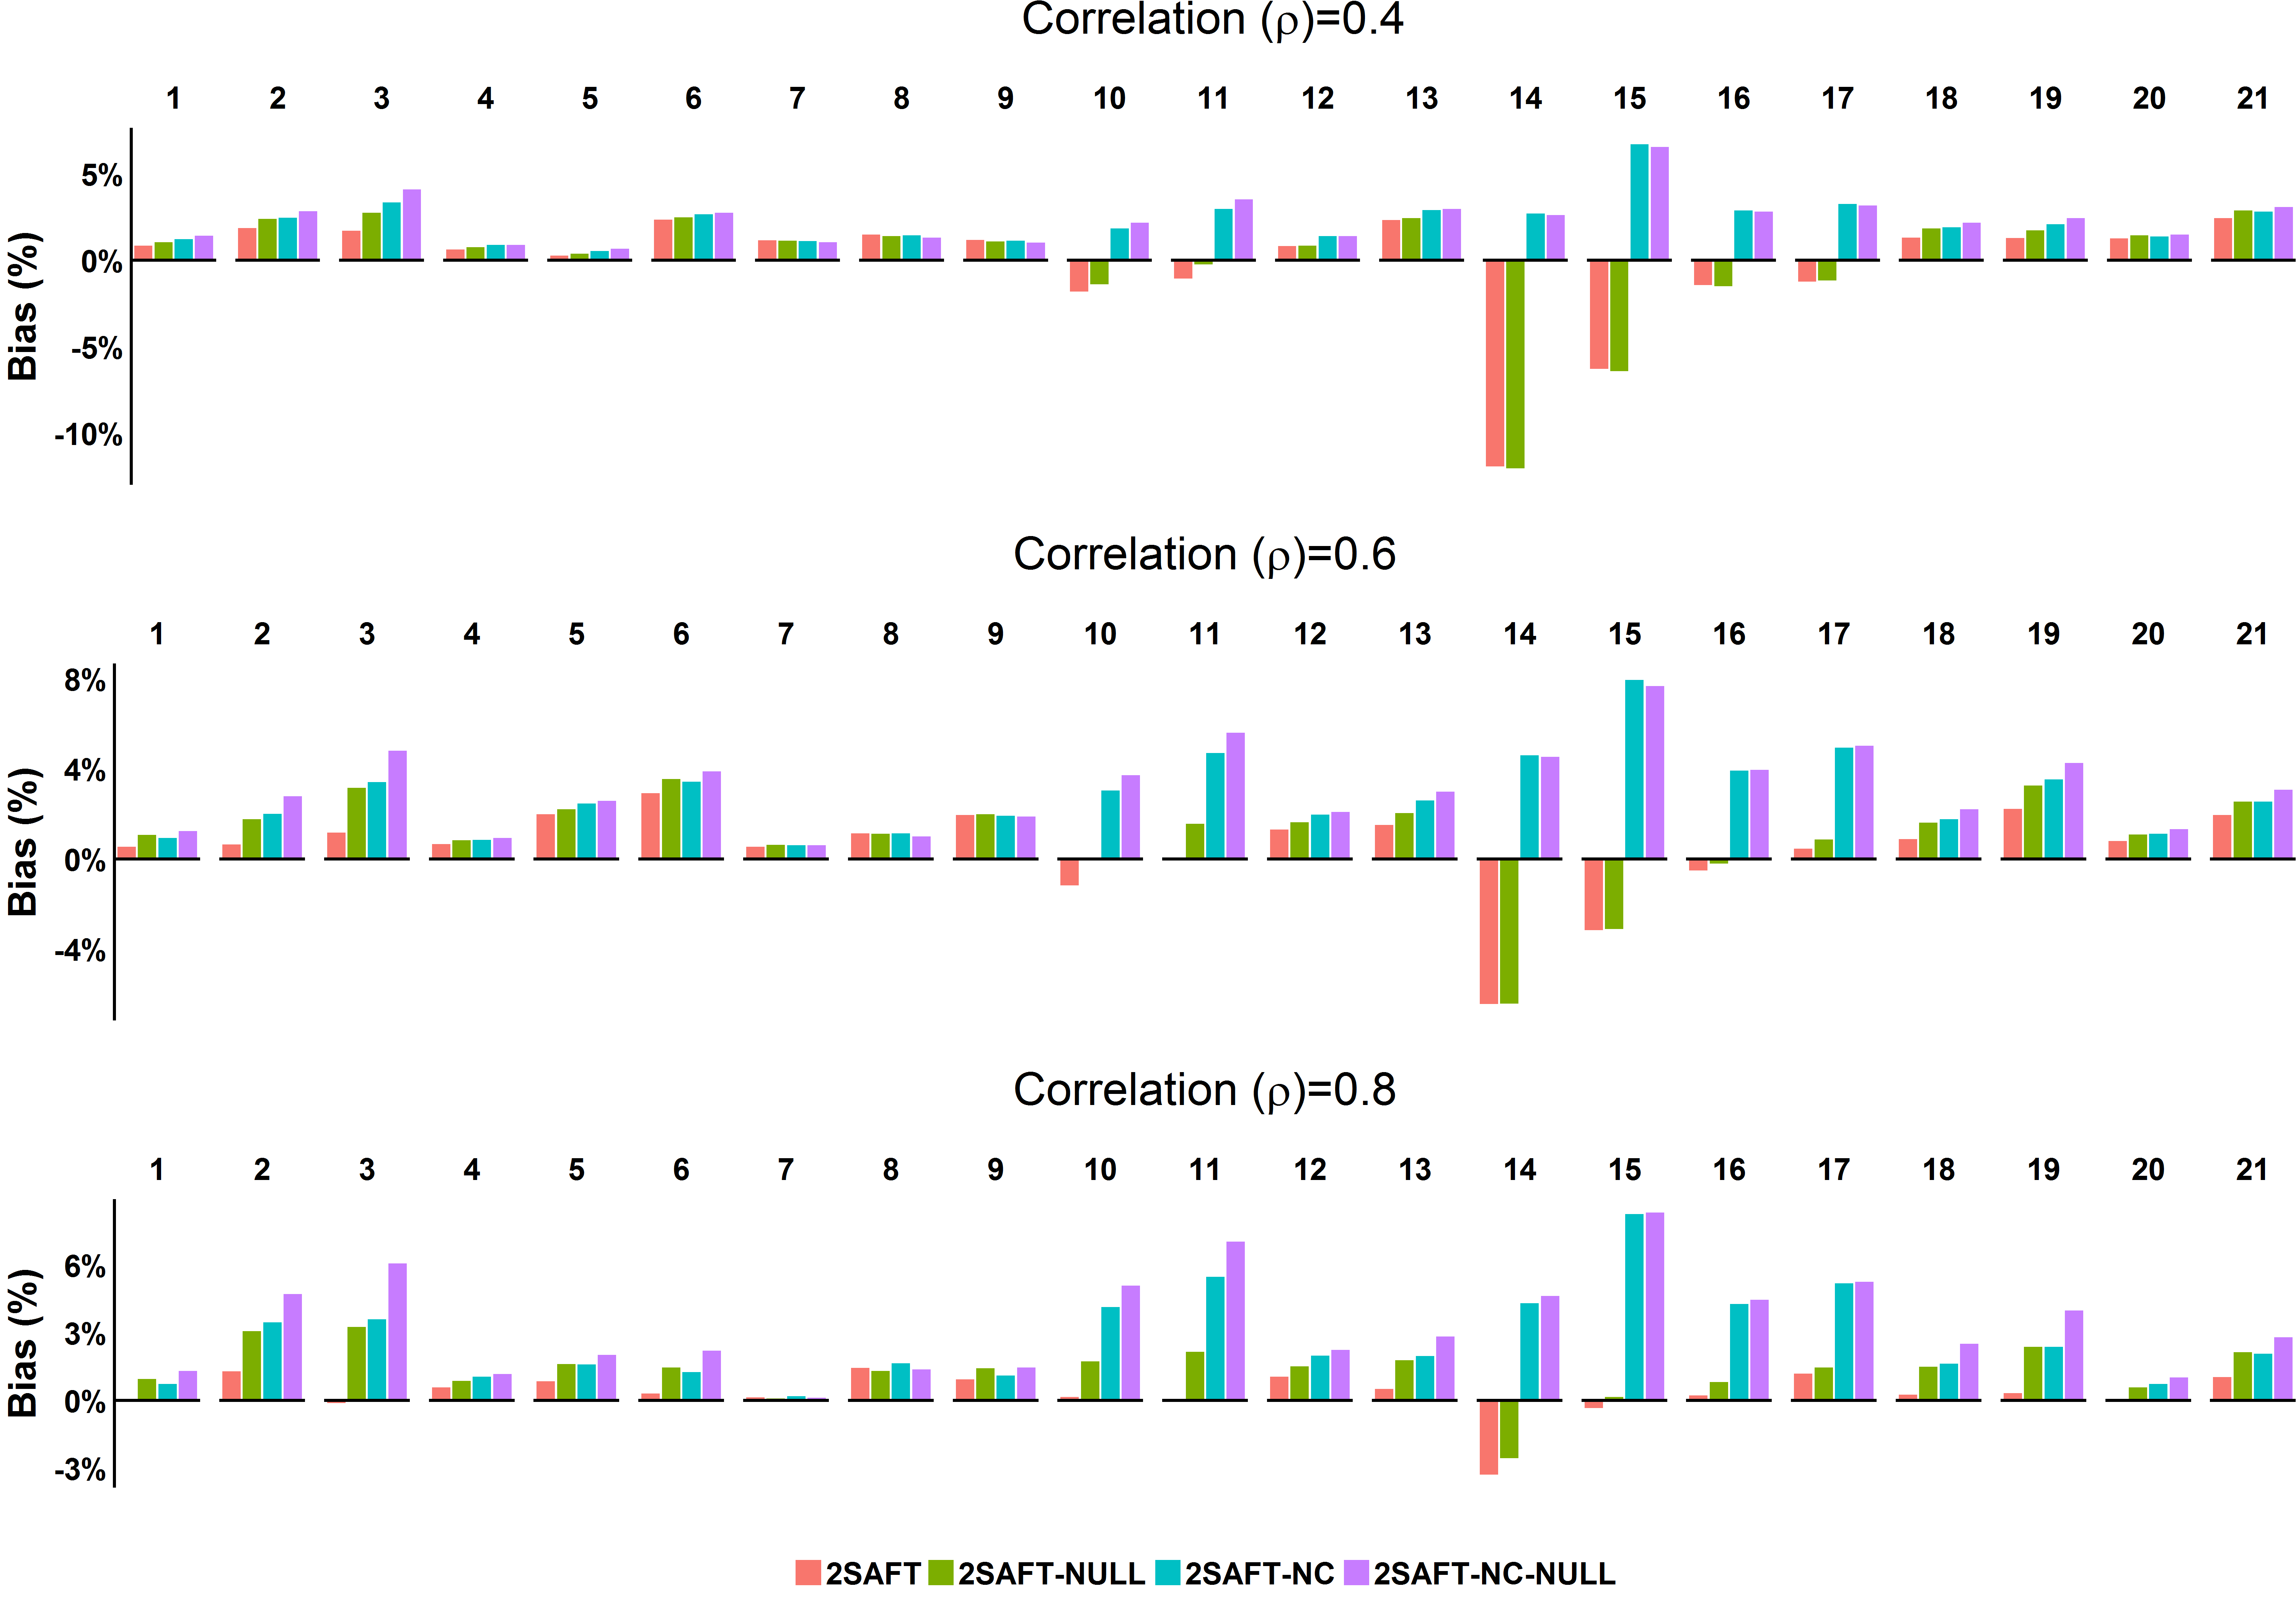 Correlation (ρ)=0.4
1 2 3 4 5 6 7 8 9 10 11 12 13 14 15 16 17 18 19 20 21
5%
0%
-5%
-10%
Bias (%)
Correlation (ρ)=0.6
1 2 3 4 5 6 7 8 9 10 11 12 13 14 15 16 17 18 19 20 21
8%
4%
0%
-4%
Bias (%)
Correlation (ρ)=0.8
1 2 3 4 5 6 7 8 9 10 11 12 13 14 15 16 17 18 19 20 21
6%
3%
0%
-3%
Bias (%)
2SAFT 2SAFT-NULL 2SAFT-NC 2SAFT-NC-NULL